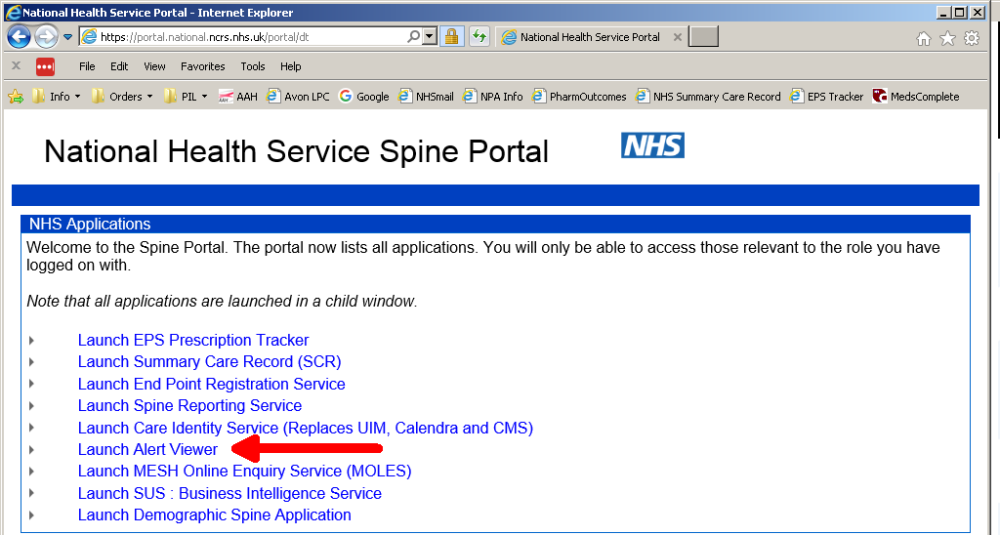 National Health Service Portal - Internet Explorer
https://portal.national.ncrs.nhs.uk/portal/dt
National Health Service Portal
File Edit View Favorites Tools Help
Info Orders PIL AAH Avon LPC Google NHSmail NPA Info PharmOutcomes NHS Summary Care Record EPS Tracker MedsComplete
National Health Service Spine Portal NHS
NHS Applications
Welcome to the Spine Portal. The portal now lists all applications. You will only be able to access those relevant to the role you have
logged on with.
Note that all applications are launched in a child window.
Launch EPS Prescription Tracker
Launch Summary Care Record (SCR)
Launch End Point Registration Service
Launch Spine Reporting Service
Launch Care Identity Service (Replaces UIM, Calendra and CMS)
Launch Alert Viewer
Launch MESH Online Enquiry Service (MOLES)
Launch SUS : Business Intelligence Service
Launch Demographic Spine Application